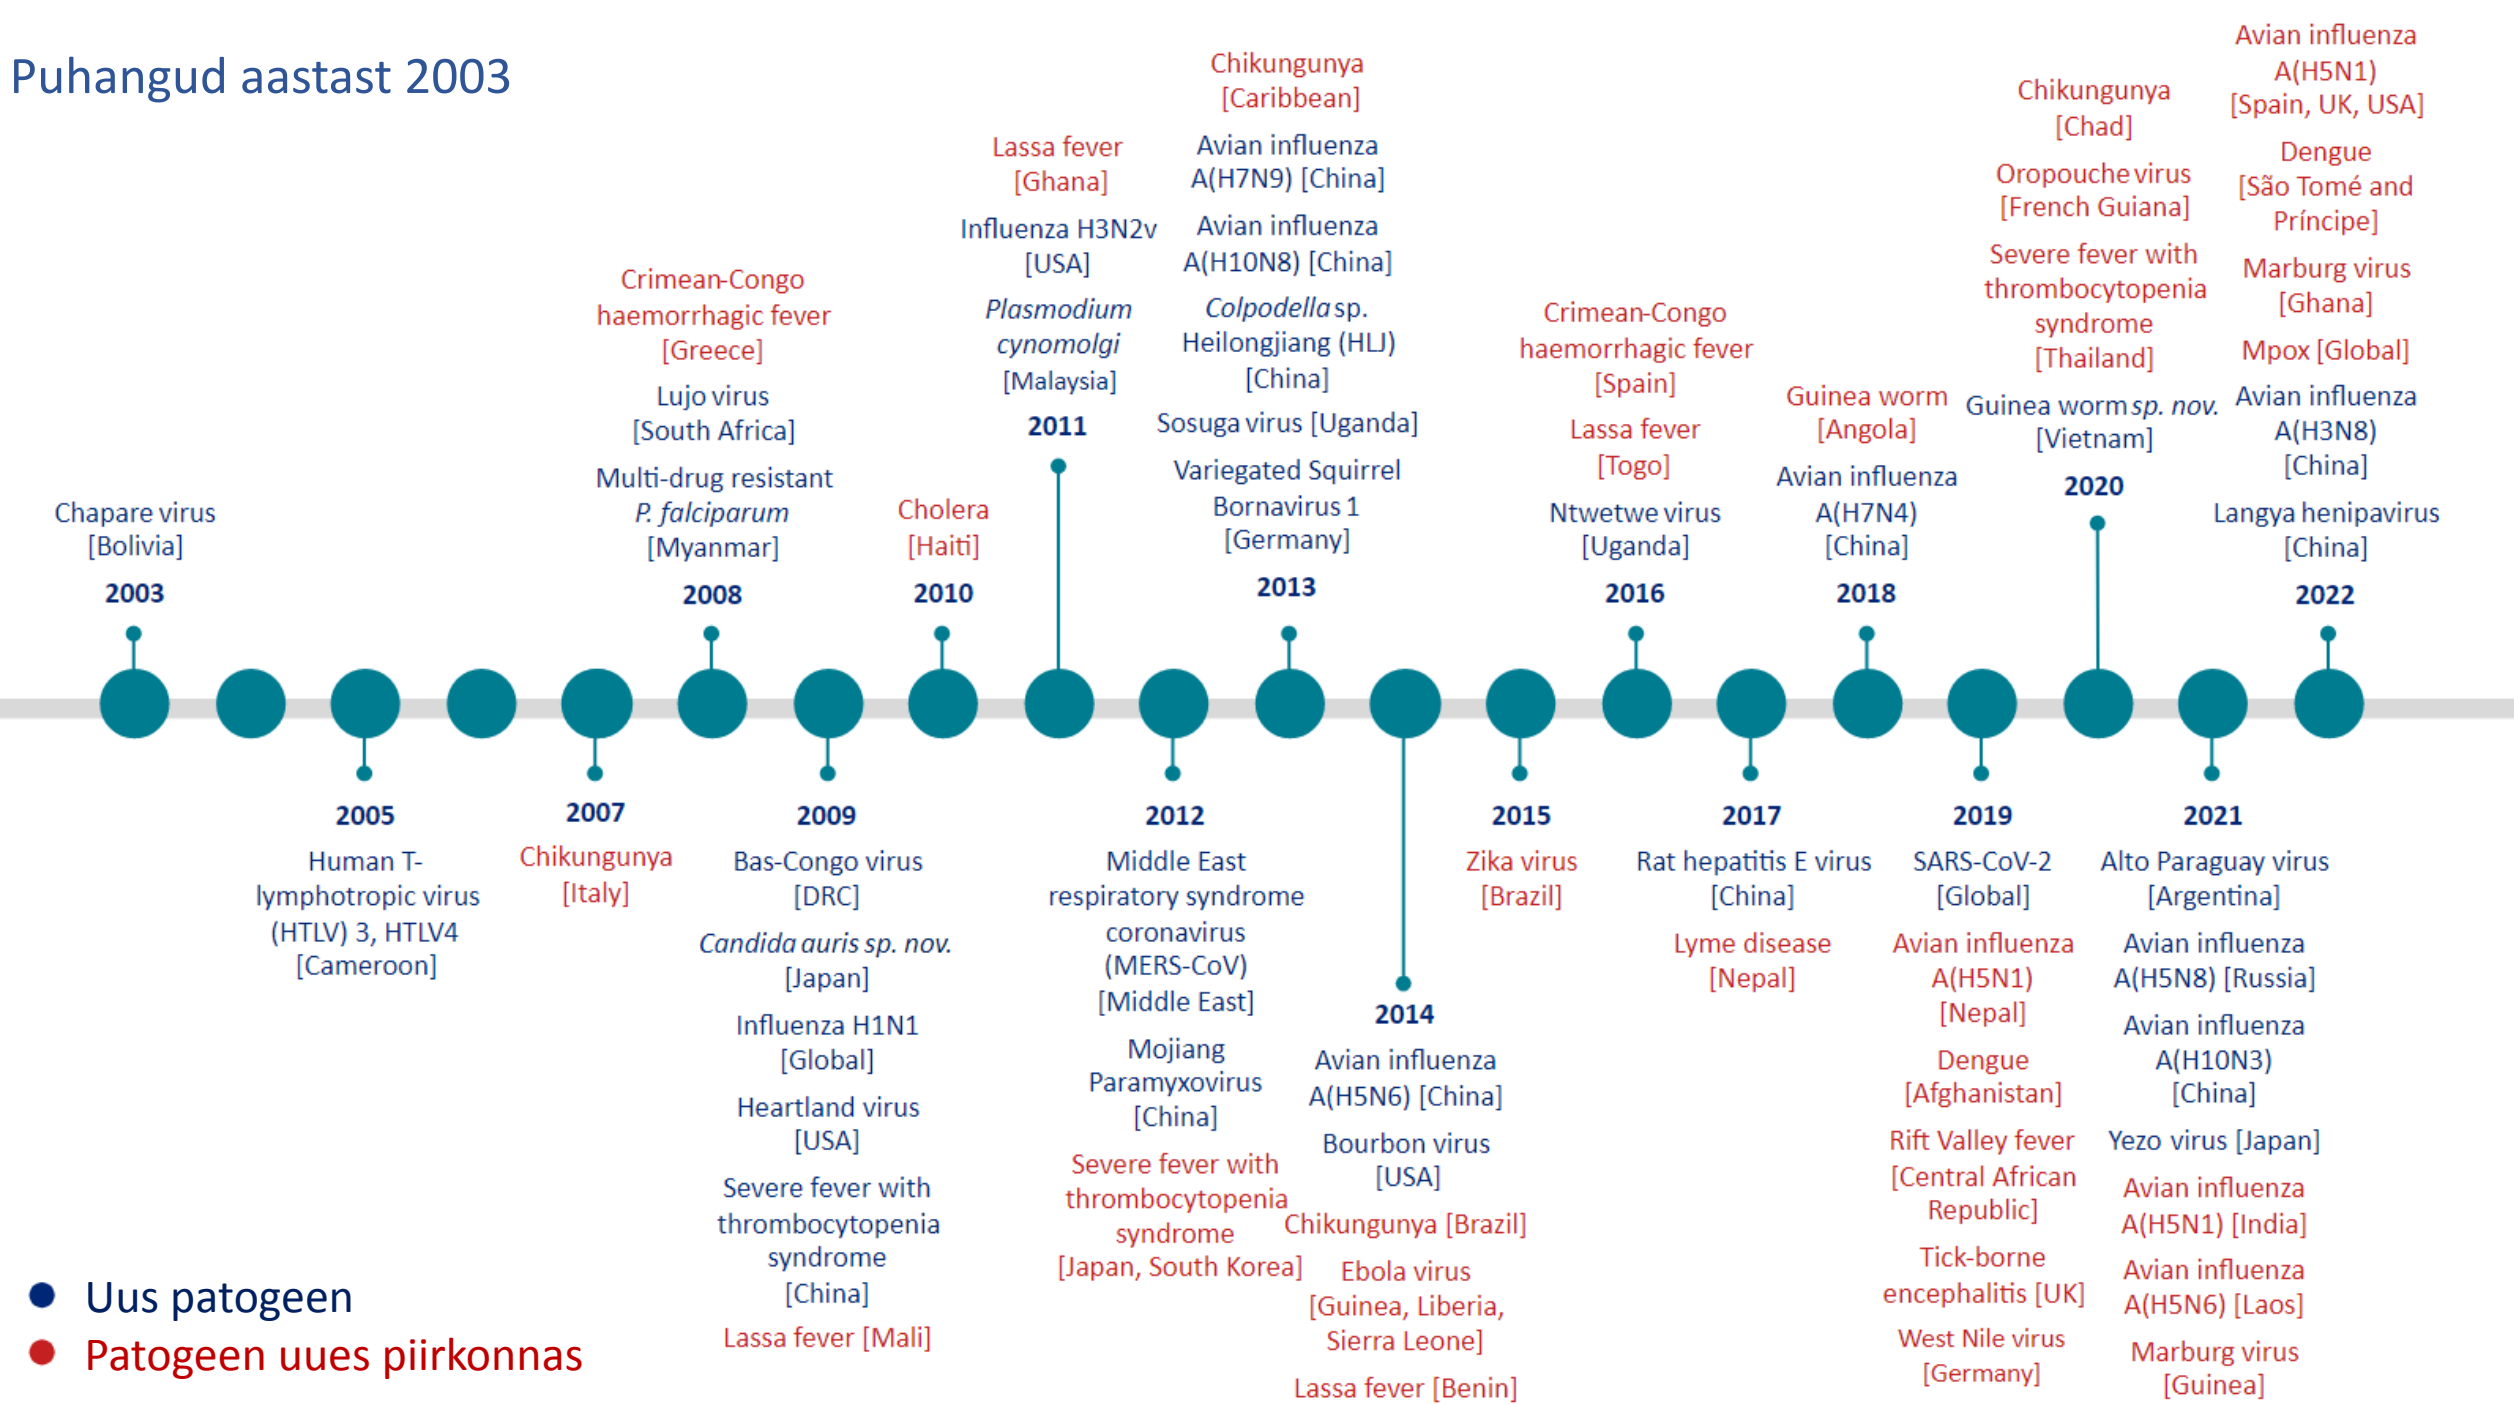 Puhangud aastast 2003
Chapare virus
[Bolivia]
2003
Human T-
lymphotropic virus
(HTLV) 3, HTLV4
[Cameroon]
2005
Chikungunya
[Italy]
2007
Crimean-Congo
haemorrhagic fever
[Greece]
Lujo virus
[South Africa]
Multi-drug resistant
P. falciparum
[Myanmar]
2008
2009
Bas-Congo virus
[DRC]
Candida auris sp. nov.
[Japan]
Influenza H1N1
[Global]
Heartland virus
[USA]
Severe fever with
thrombocytopenia
syndrome
[China]
Lassa fever [Mali]
Cholera
[Haiti]
2010
Lassa fever
[Ghana]
Influenza H3N2v
[USA]
Plasmodium
cynomolgi
[Malaysia]
2011
2012
Middle East
respiratory syndrome
coronavirus
(MERS-CoV)
[Middle East]
Mojiang
Paramyxovirus
[China]
Severe fever with
thrombocytopenia
syndrome
[Japan, South Korea]
Chikungunya
[Caribbean]
Avian influenza
A(H7N9) [China]
Avian influenza
A(H10N8) [China]
Colpodella sp.
Heilongjiang (HLJ)
[China]
Sosuga virus [Uganda]
Variegated Squirrel
Bornavirus 1
[Germany]
2013
2014
Avian influenza
A(H5N6) [China]
Bourbon virus
[USA]
Chikungunya [Brazil]
Ebola virus
[Guinea, Liberia,
Sierra Leone]
Lassa fever [Benin]
2015
Zika virus
[Brazil]
Crimean-Congo
haemorrhagic fever
[Spain]
Lassa fever
[Togo]
Ntwetwe virus
[Uganda]
2016
2017
Rat hepatitis E virus
[China]
Lyme disease
[Nepal]
Guinea worm
[Angola]
Avian influenza
A(H7N4)
[China]
2018
2019
SARS-CoV-2
[Global]
Avian influenza
A(H5N1)
[Nepal]
Dengue
[Afghanistan]
Rift Valley fever
[Central African
Republic]
Tick-borne
encephalitis [UK]
West Nile virus
[Germany]
Chikungunya
[Chad]
Oropouche virus
[French Guiana]
Severe fever with
thrombocytopenia
syndrome
[Thailand]
Guinea worm sp. nov.
[Vietnam]
2020
2021
Alto Paraguay virus
[Argentina]
Avian influenza
A(H5N8) [Russia]
Avian influenza
A(H10N3)
[China]
Yezo virus [Japan]
Avian influenza
A(H5N1) [India]
Avian influenza
A(H5N6) [Laos]
Marburg virus
[Guinea]
Avian influenza
A(H5N1)
[Spain, UK, USA]
Dengue
[São Tomé and
Príncipe]
Marburg virus
[Ghana]
Mpox [Global]
Avian influenza
A(H3N8)
[China]
Langya henipavirus
[China]
2022
Uus patogeen
Patogeen uues piirkonnas